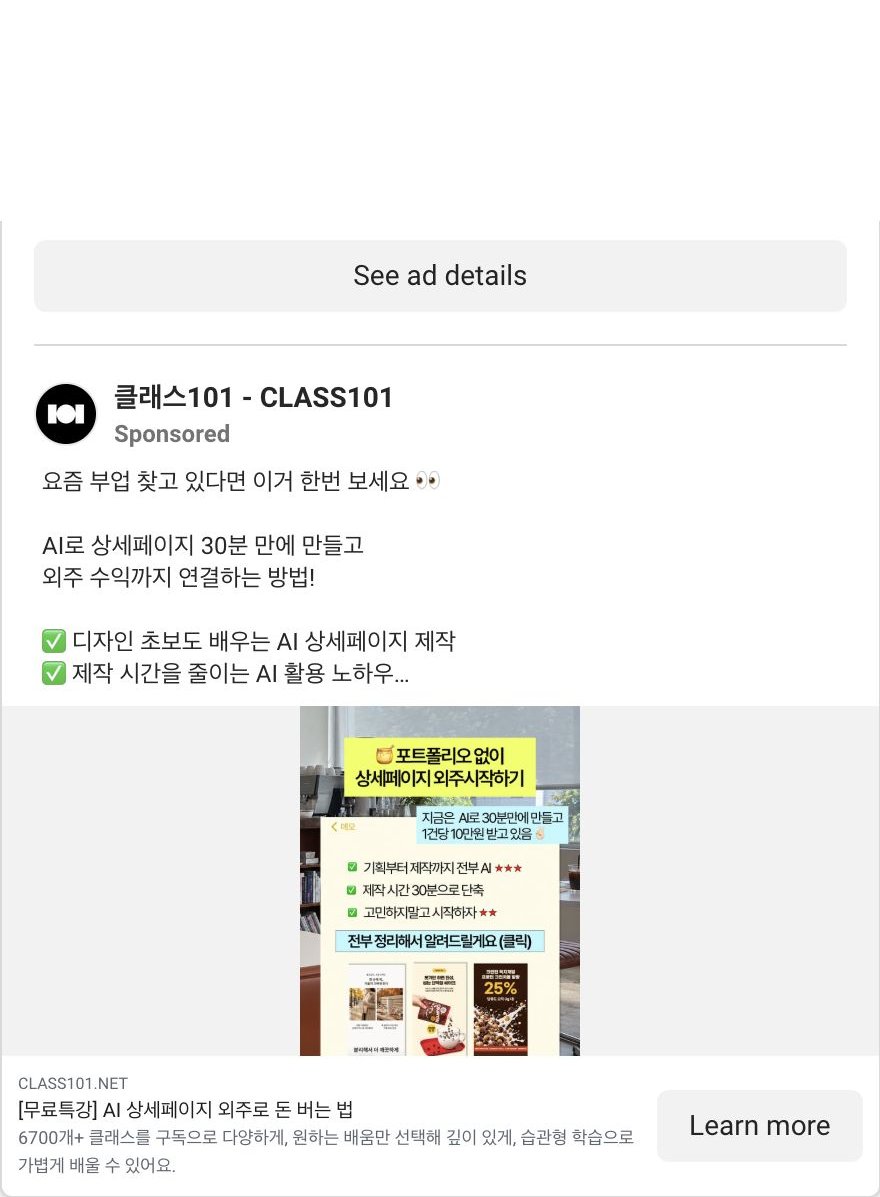 See ad details
클래스101 - CLASS101
Sponsored
요즘 부업 찾고 있다면 이거 한번 보세요 👀
AI로 상세페이지 30분 만에 만들고
외주 수익까지 연결하는 방법!
✅ 디자인 초보도 배우는 AI 상세페이지 제작
✅ 제작 시간을 줄이는 AI 활용 노하우...
🍯포트폴리오 없이
상세페이지 외주시작하기
지금은 AI로 30분만에 만들고
1건당 10만원 받고 있음👌🏻
메모
✅ 기획부터 제작까지 전부 AI ★★★
✅ 제작 시간 30분으로 단축
✅ 고민하지말고 시작하자 ★★
전부 정리해서 알려드릴게요 (클릭)
25%
CLASS101.NET
[무료특강] AI 상세페이지 외주로 돈 버는 법
6700개+ 클래스를 구독으로 다양하게, 원하는 배움만 선택해 깊이 있게, 습관형 학습으로
가볍게 배울 수 있어요.
Learn more